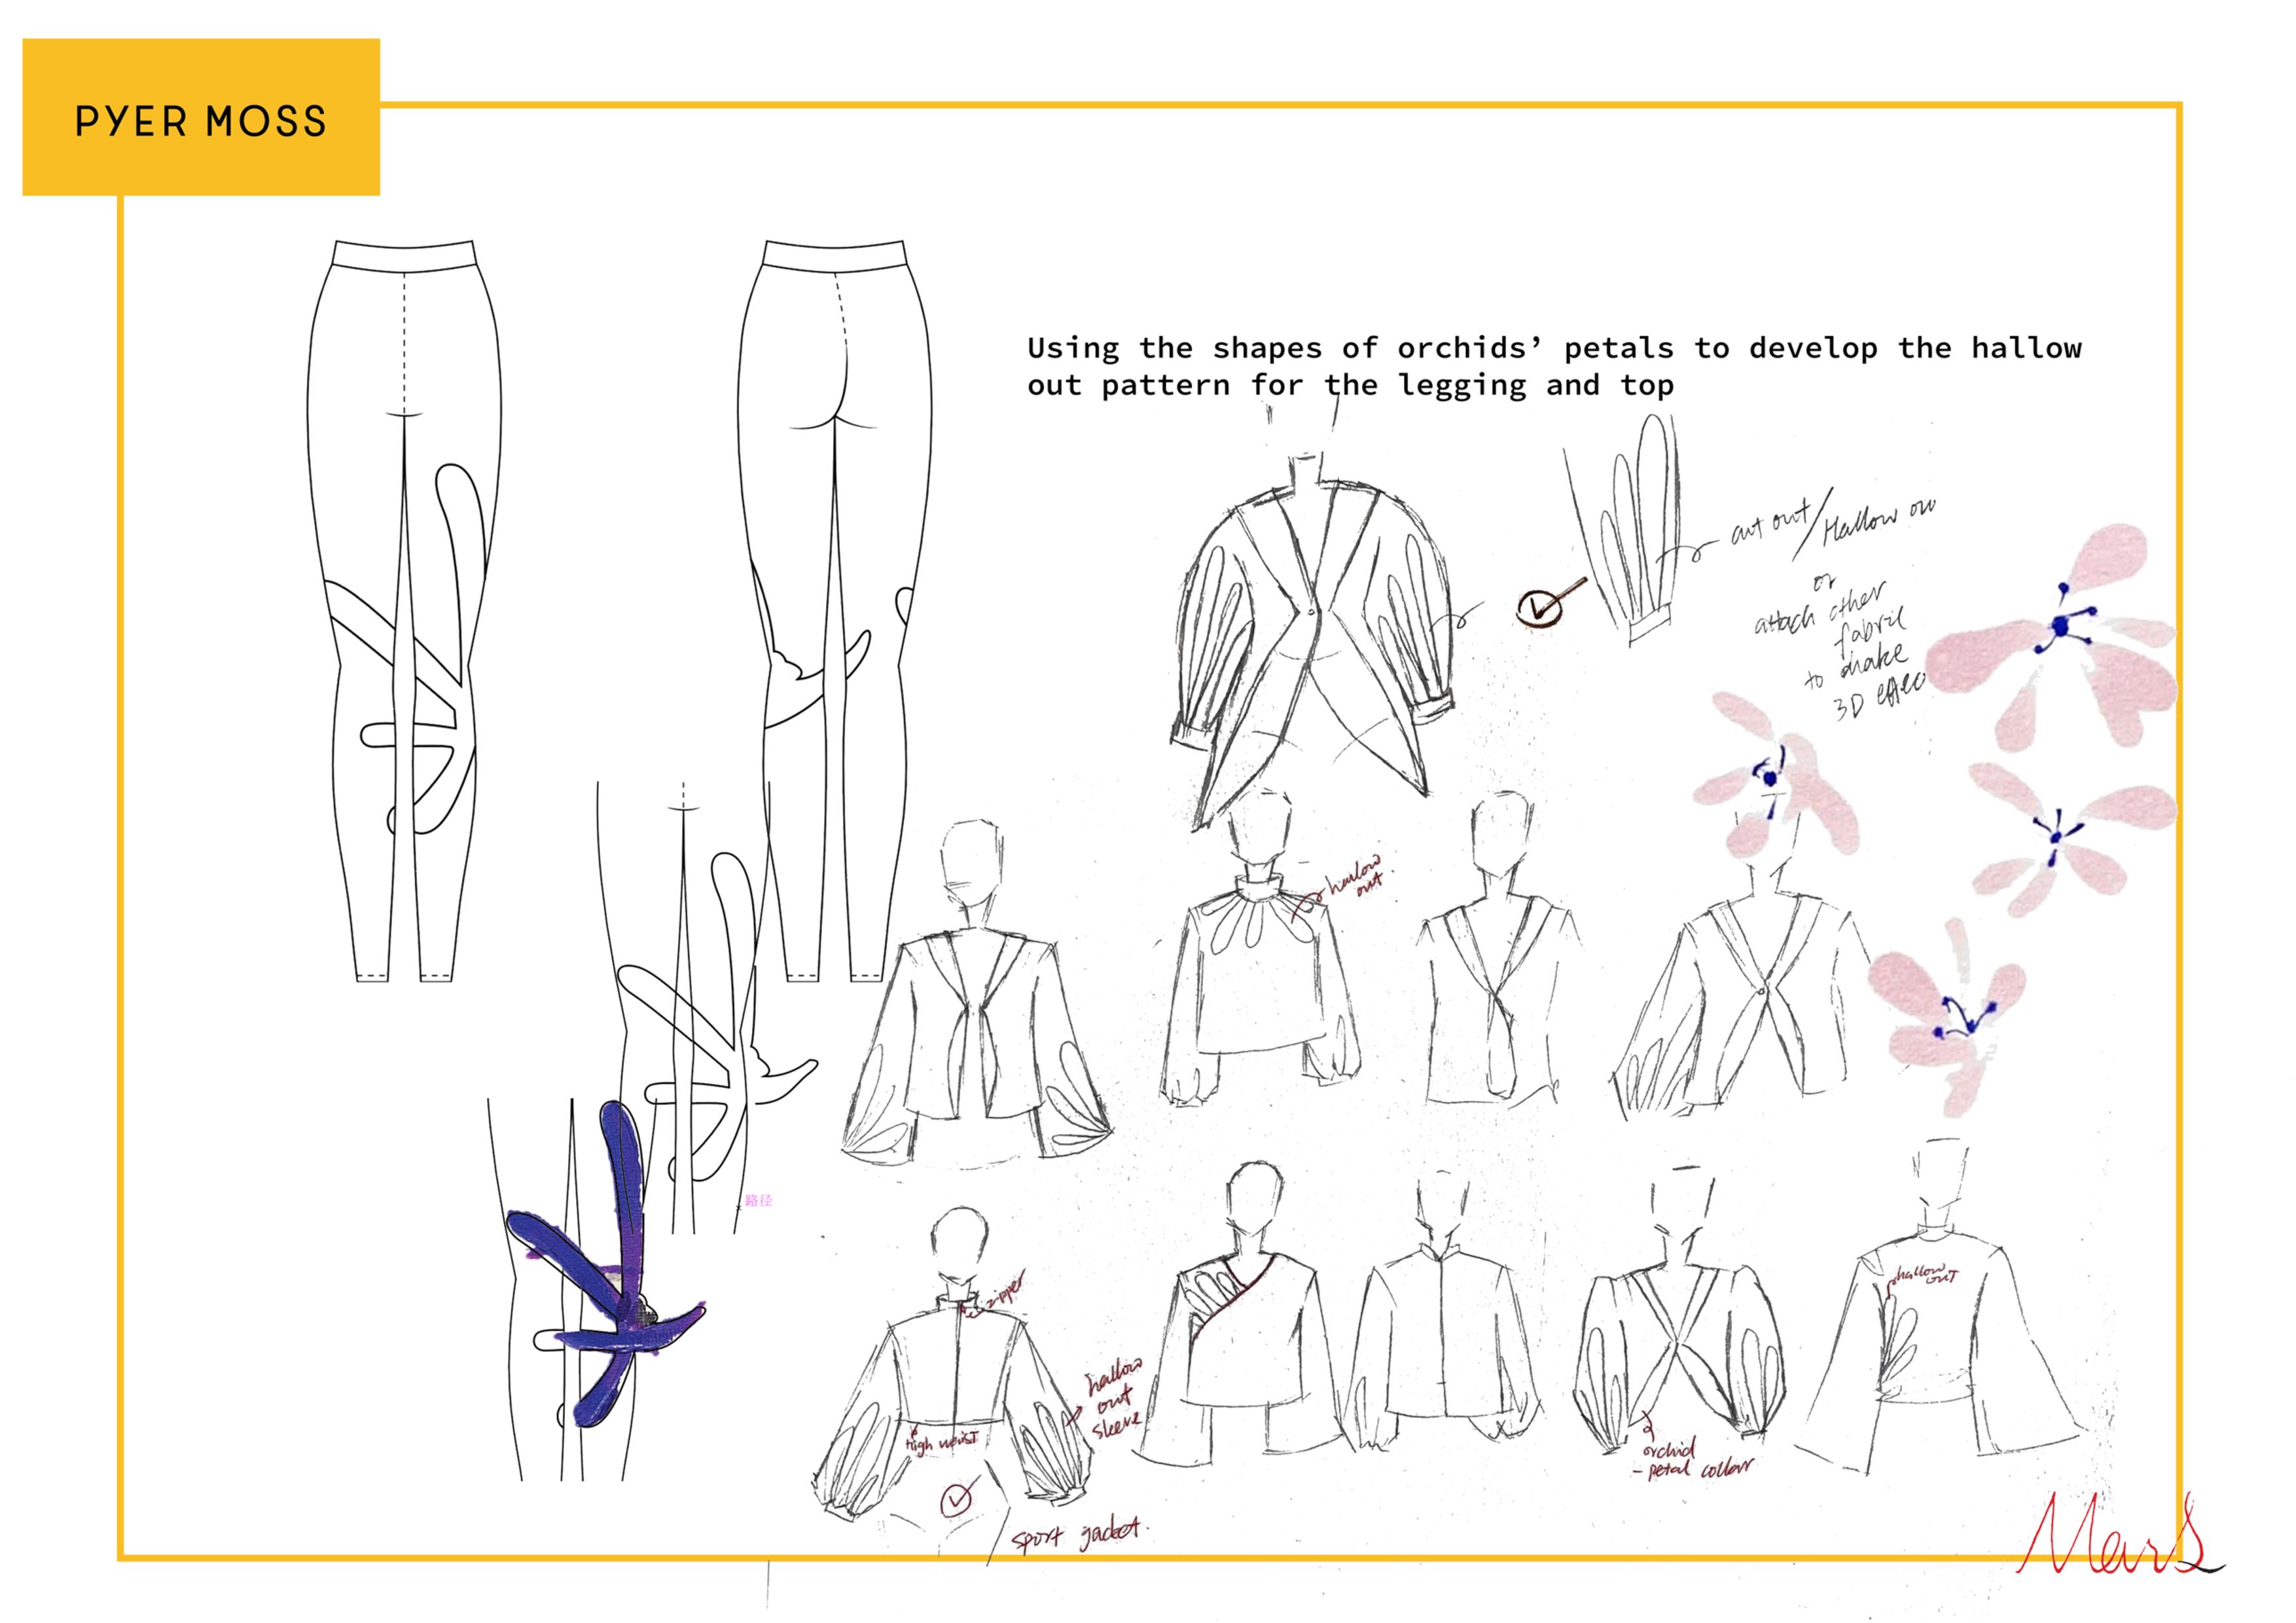 PYER MOSS
Using the shapes of orchids’ petals to develop the hallow
out pattern for the legging and top
cut out/Hallow ou
or
attach other
fabric
to make
3D effec
hallow
out.
路径
zipper
hallow
out
sleeve
high waist
sport jacket.
orchid
- petal collar
hallow
out
Mars